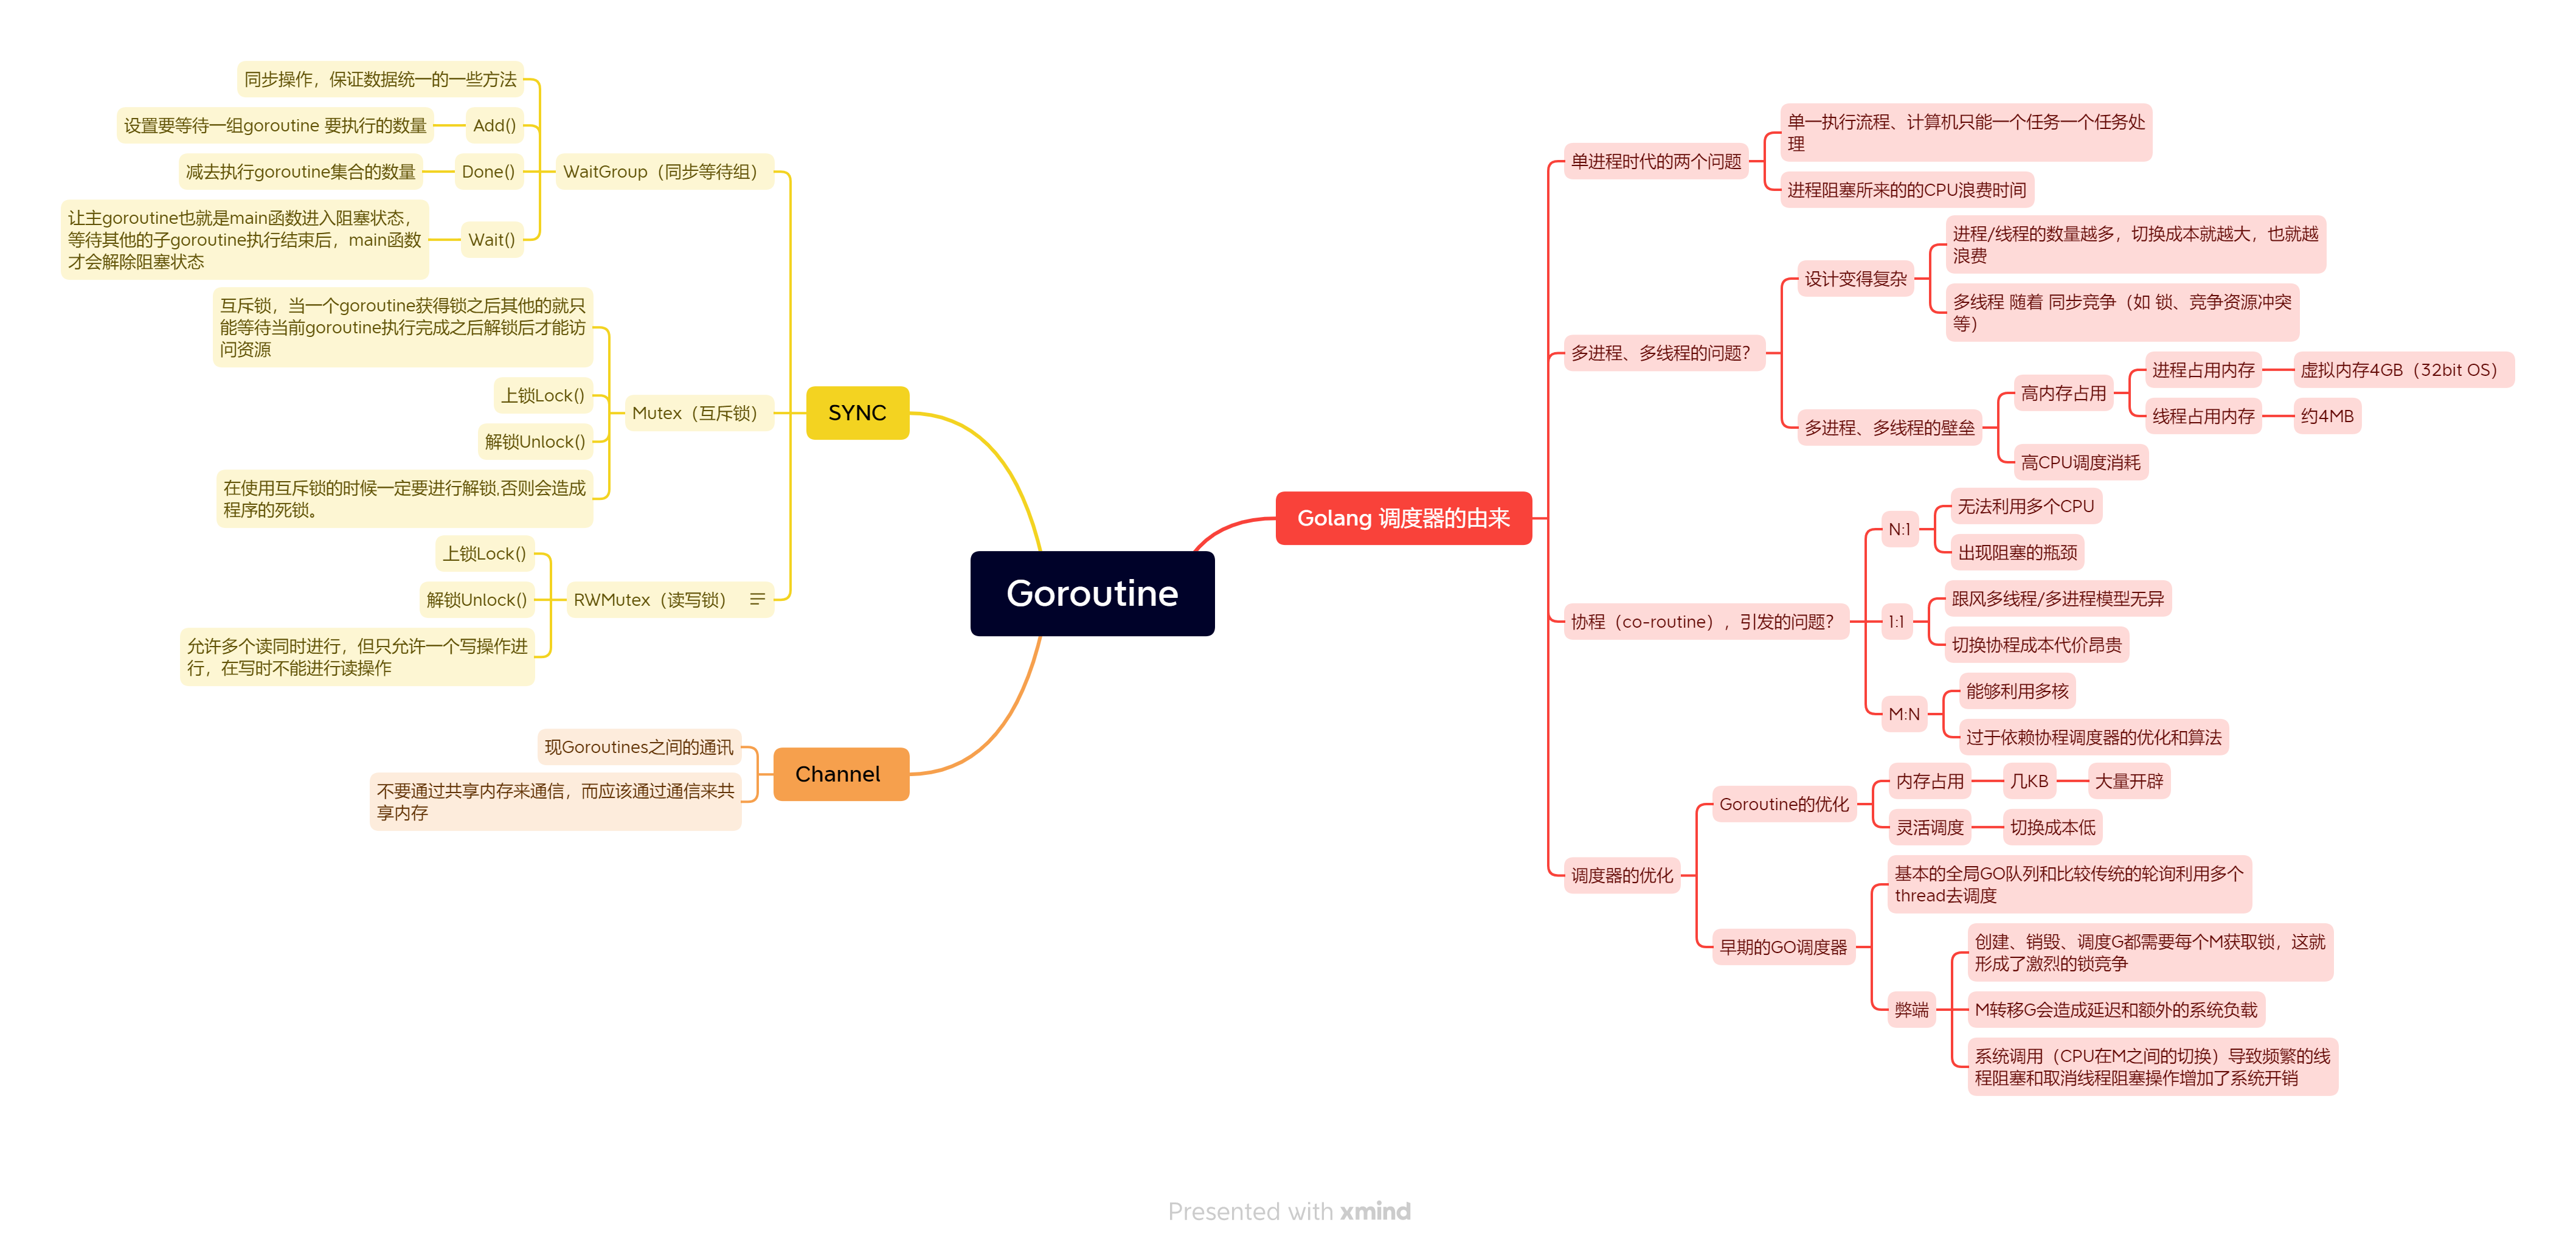 Goroutine
Golang 调度器的由来
单进程时代的两个问题
单一执行流程、计算机只能一个任务一个任务处
理
进程阻塞所来的的CPU浪费时间
多进程、多线程的问题?
设计变得复杂
进程/线程的数量越多，切换成本就越大，也就越
浪费
多线程 随着 同步竞争（如 锁、竞争资源冲突
等）
多进程、多线程的壁垒
高内存占用
进程占用内存
虚拟内存4GB（32bit OS）
线程占用内存
约4MB
高CPU调度消耗
协程（co-routine），引发的问题?
N:1
无法利用多个CPU
出现阻塞的瓶颈
1:1
跟风多线程/多进程模型无异
切换协程成本代价昂贵
M:N
能够利用多核
过于依赖协程调度器的优化和算法
调度器的优化
Goroutine的优化
内存占用
几KB
大量开辟
灵活调度
切换成本低
早期的GO调度器
基本的全局GO队列和比较传统的轮询利用多个
thread去调度
弊端
创建、销毁、调度G都需要每个M获取锁，这就
形成了激烈的锁竞争
M转移G会造成延迟和额外的系统负载
系统调用（CPU在M之间的切换）导致频繁的线
程阻塞和取消线程阻塞操作增加了系统开销
SYNC
WaitGroup（同步等待组）
同步操作，保证数据统一的一些方法
Add()
设置要等待一组goroutine 要执行的数量
Done()
减去执行goroutine集合的数量
Wait()
让主goroutine也就是main函数进入阻塞状态，
等待其他的子goroutine执行结束后，main函数
才会解除阻塞状态
Mutex（互斥锁）
互斥锁，当一个goroutine获得锁之后其他的就只
能等待当前goroutine执行完成之后解锁后才能访
问资源
上锁Lock()
解锁Unlock()
在使用互斥锁的时候一定要进行解锁,否则会造成
程序的死锁。
RWMutex（读写锁）
上锁Lock()
解锁Unlock()
允许多个读同时进行，但只允许一个写操作进
行，在写时不能进行读操作
Channel
现Goroutines之间的通讯
不要通过共享内存来通信，而应该通过通信来共
享内存
Presented with xmind